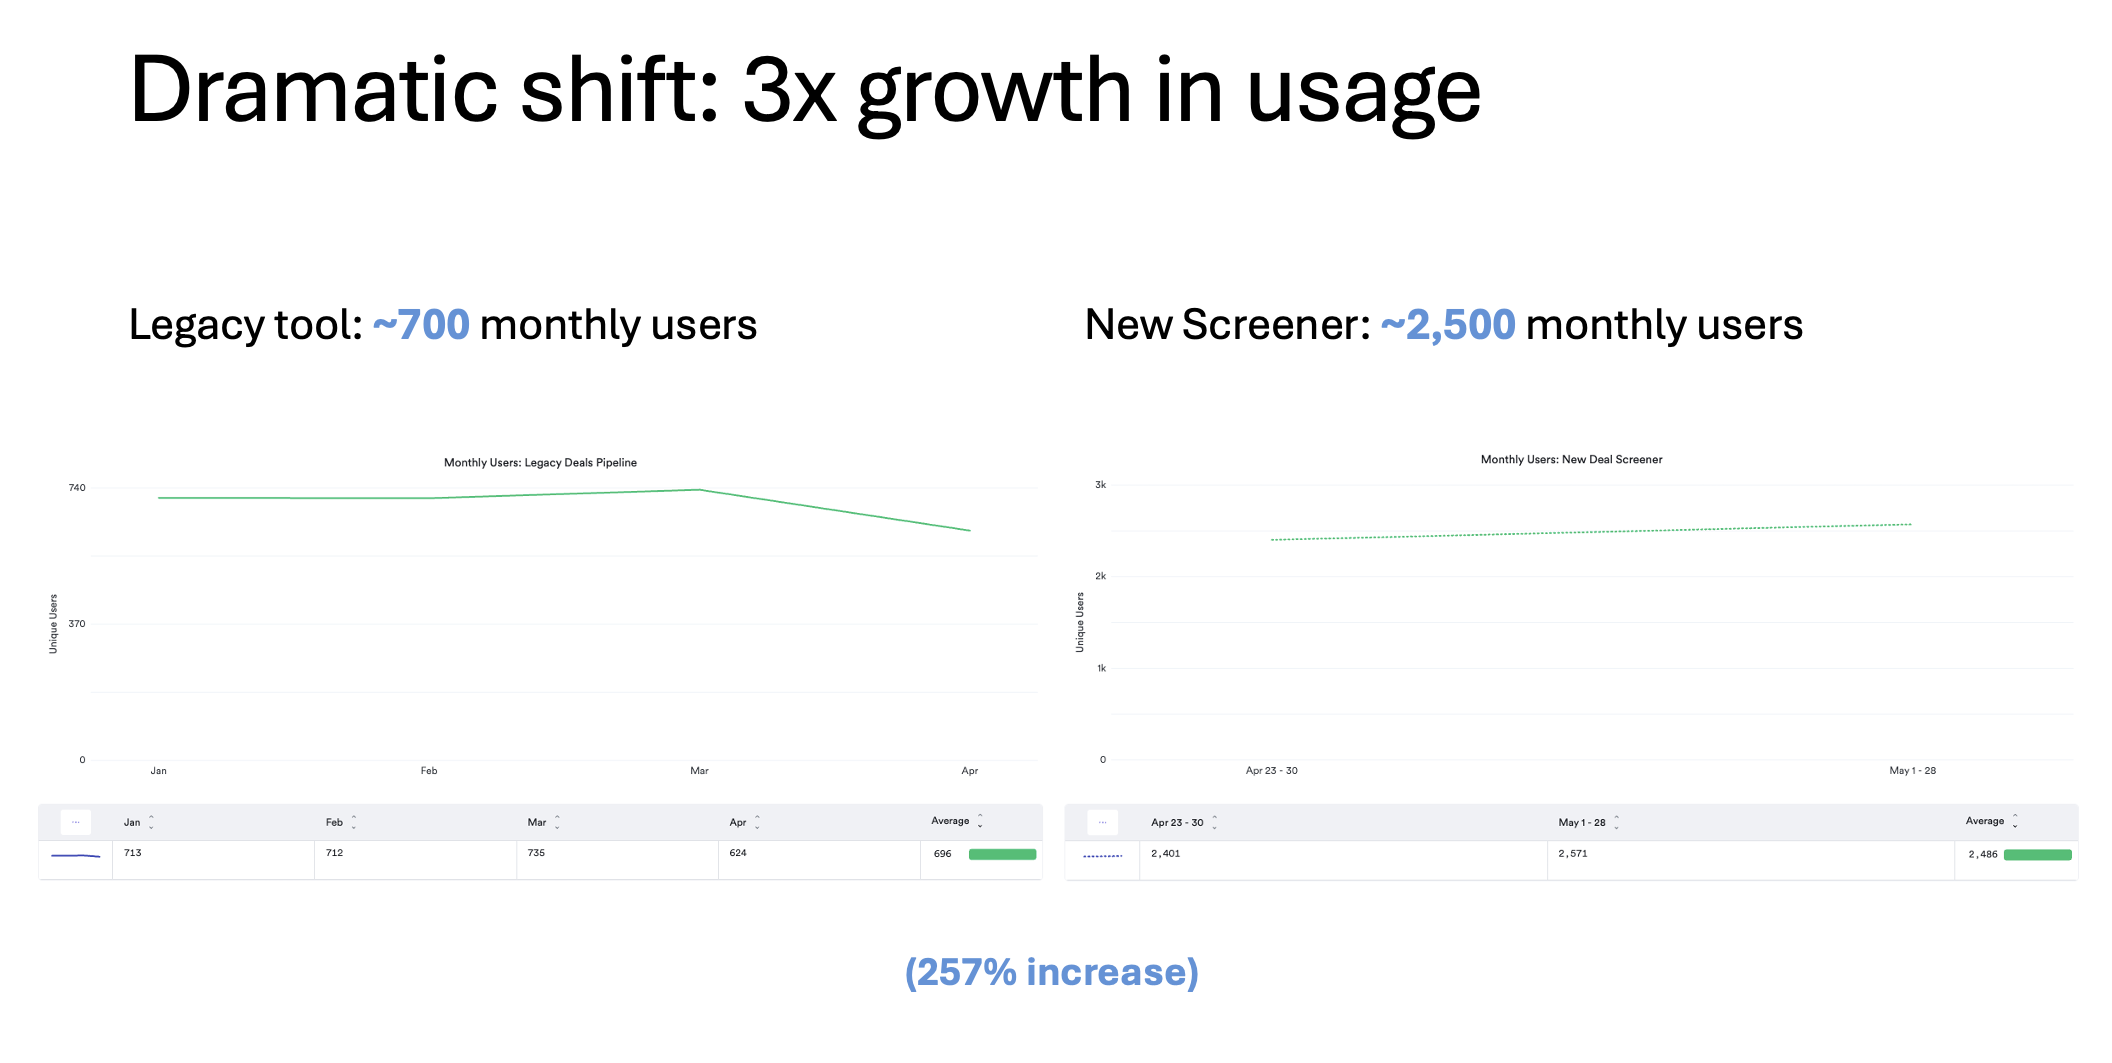 Dramatic shift: 3x growth in usage
Legacy tool: ~700 monthly users
New Screener: ~2,500 monthly users
Monthly Users: Legacy Deals Pipeline
740
370
0
Unique Users
Jan Feb Mar Apr
... Jan Feb Mar Apr Average
713 712 735 624 696
Monthly Users: New Deal Screener
3k
2k
1k
0
Unique Users
Apr 23 - 30 May 1 - 28
... Apr 23 - 30 May 1 - 28 Average
2,401 2,571 2,486
(257% increase)